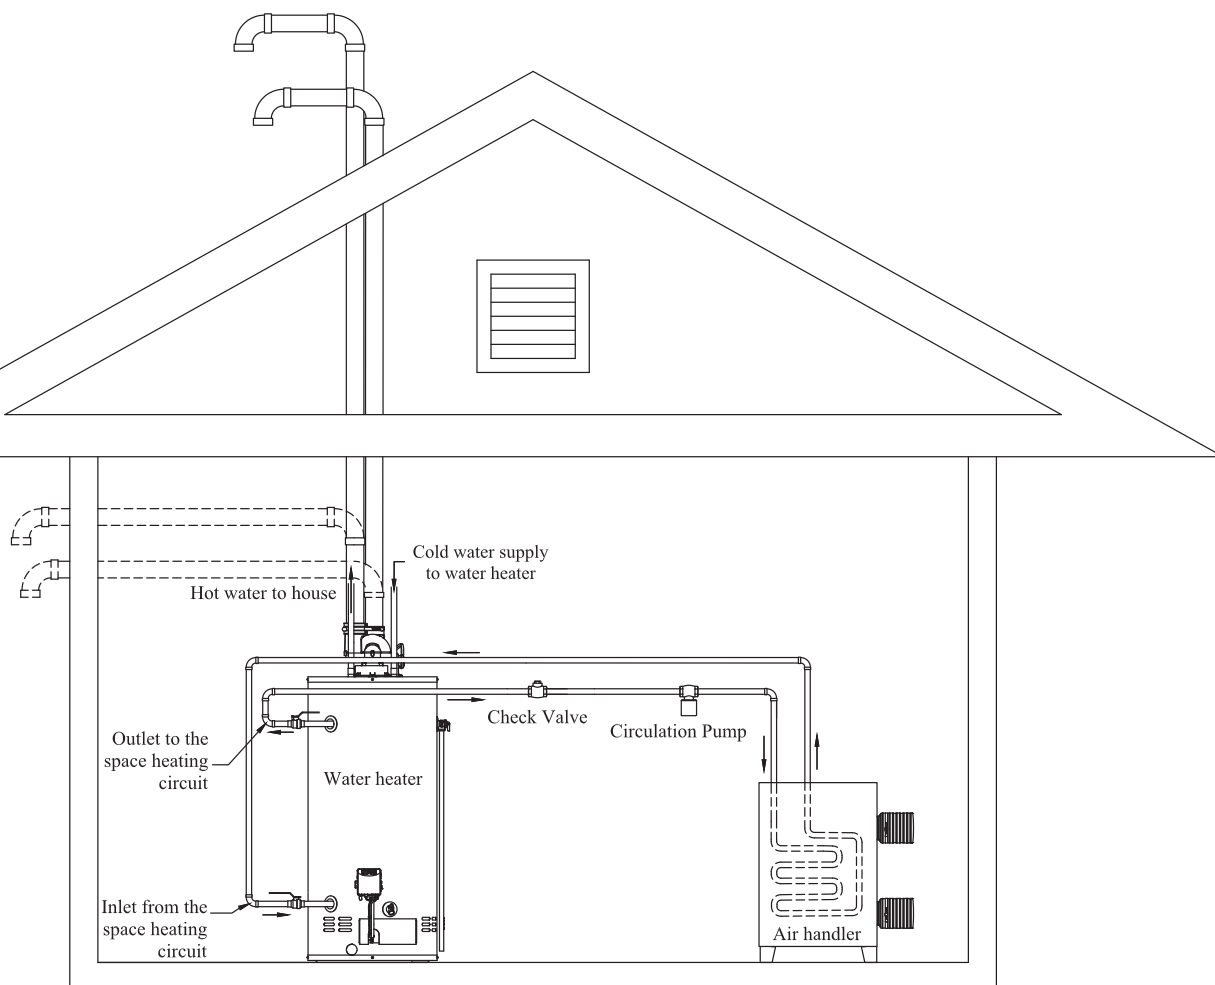 Cold water supply
to water heater
Hot water to house
Check Valve
Circulation Pump
Outlet to the
space heating
circuit
Water heater
Inlet from the
space heating
circuit
Air handler